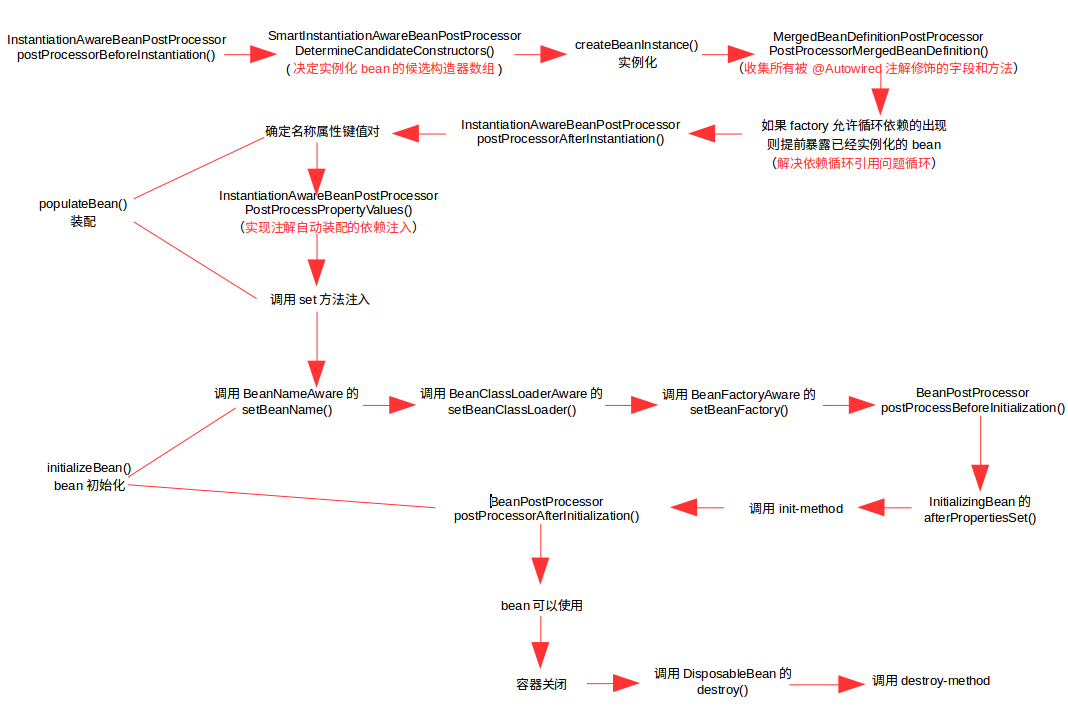 InstantiationAwareBeanPostProcessor
postProcessorBeforeInstantiation()
SmartInstantiationAwareBeanPostProcessor
DetermineCandidateConstructors()
( 决定实例化 bean 的候选构造器数组 )
createBeanInstance()
实例化
MergedBeanDefinitionPostProcessor
PostProcessorMergedBeanDefinition()
（收集所有被 @Autowired 注解修饰的字段和方法）
如果 factory 允许循环依赖的出现
则提前暴露已经实例化的 bean
（解决依赖循环引用问题循环）
InstantiationAwareBeanPostProcessor
postProcessorAfterInstantiation()
确定名称属性键值对
populateBean()
装配
InstantiationAwareBeanPostProcessor
PostProcessPropertyValues()
（实现注解自动装配的依赖注入）
调用 set 方法注入
调用 BeanNameAware 的
setBeanName()
调用 BeanClassLoaderAware 的
setBeanClassLoader()
调用 BeanFactoryAware 的
setBeanFactory()
BeanPostProcessor
postProcessBeforeInitialization()
initializeBean()
bean 初始化
InitializingBean 的
afterPropertiesSet()
调用 init-method
BeanPostProcessor
postProcessorAfterInitialization()
bean 可以使用
容器关闭
调用 DisposableBean 的
destroy()
调用 destroy-method